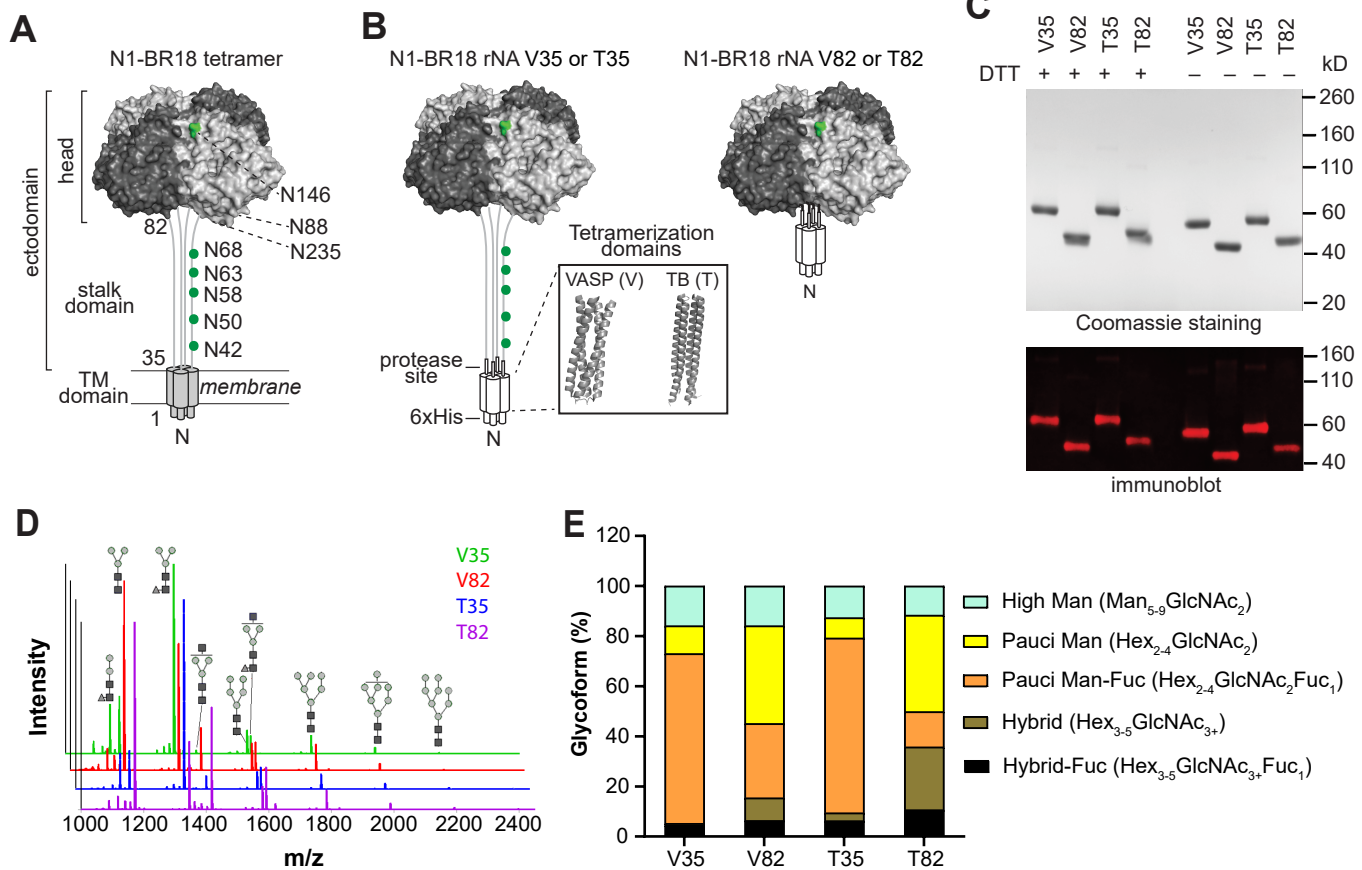 A
N1-BR18 tetramer
ectodomain
head
N146
N88
N235
82
N68
N63
N58
N50
N42
stalk
domain
35
TM
domain
membrane
1
N
B
N1-BR18 rNA V35 or T35
N1-BR18 rNA V82 or T82
Tetramerization
domains
VASP (V) TB (T)
protease
site
6xHis
N
N
C
V35 V82 T35 T82 V35 V82 T35 T82
DTT + + + + – – – –
kD
260
160
110
60
40
20
Coomassie staining
160
110
60
40
immunoblot
D
V35
V82
T35
T82
Intensity
1000 1200 1400 1600 1800 2000 2200 2400
m/z
E
Glycoform (%)
120
100
80
60
40
20
0
V35 V82 T35 T82
High Man (Man5-9GlcNAc2)
Pauci Man (Hex2-4GlcNAc2)
Pauci Man-Fuc (Hex2-4GlcNAc2Fuc1)
Hybrid (Hex3-5GlcNAc3+)
Hybrid-Fuc (Hex3-5GlcNAc3+Fuc1)